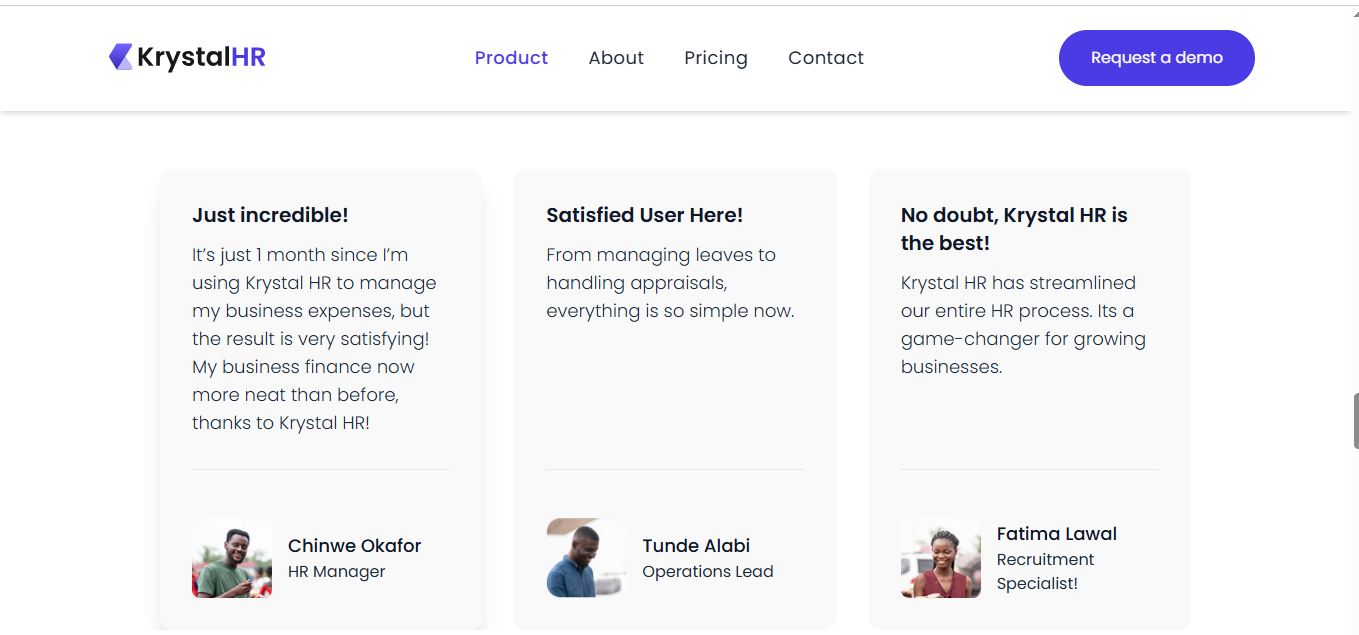 KrystalHR
Product About Pricing Contact
Request a demo
Just incredible!
It’s just 1 month since I’m
using Krystal HR to manage
my business expenses, but
the result is very satisfying!
My business finance now
more neat than before,
thanks to Krystal HR!
Chinwe Okafor
HR Manager
Satisfied User Here!
From managing leaves to
handling appraisals,
everything is so simple now.
Tunde Alabi
Operations Lead
No doubt, Krystal HR is
the best!
Krystal HR has streamlined
our entire HR process. Its a
game-changer for growing
businesses.
Fatima Lawal
Recruitment
Specialist!